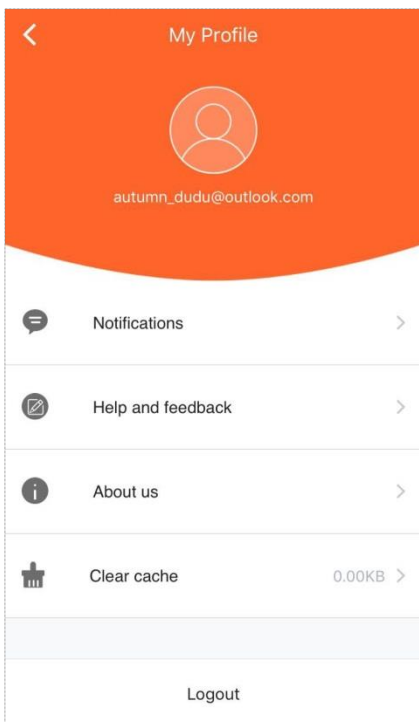 My Profile
autumn_dudu@outlook.com
Notifications
Help and feedback
About us
Clear cache 0.00KB
Logout